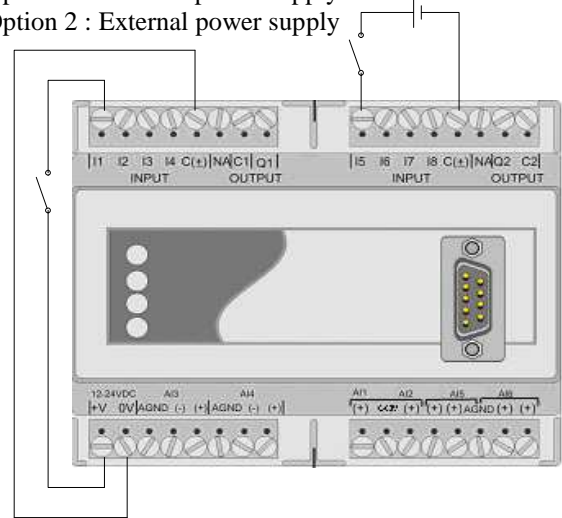 Option 2 : External power supply
I1 I2 I3 I4 C(±) NA C1 Q1
INPUT OUTPUT
I5 I6 I7 I8 C(±) NA Q2 C2
INPUT OUTPUT
12-24VDC AI3 AI4
+V 0V AGND (-) (+) AGND (-) (+)
AI1 AI2 AI5 AI6
(+) (+) (+) (+) AGND (+) (+)